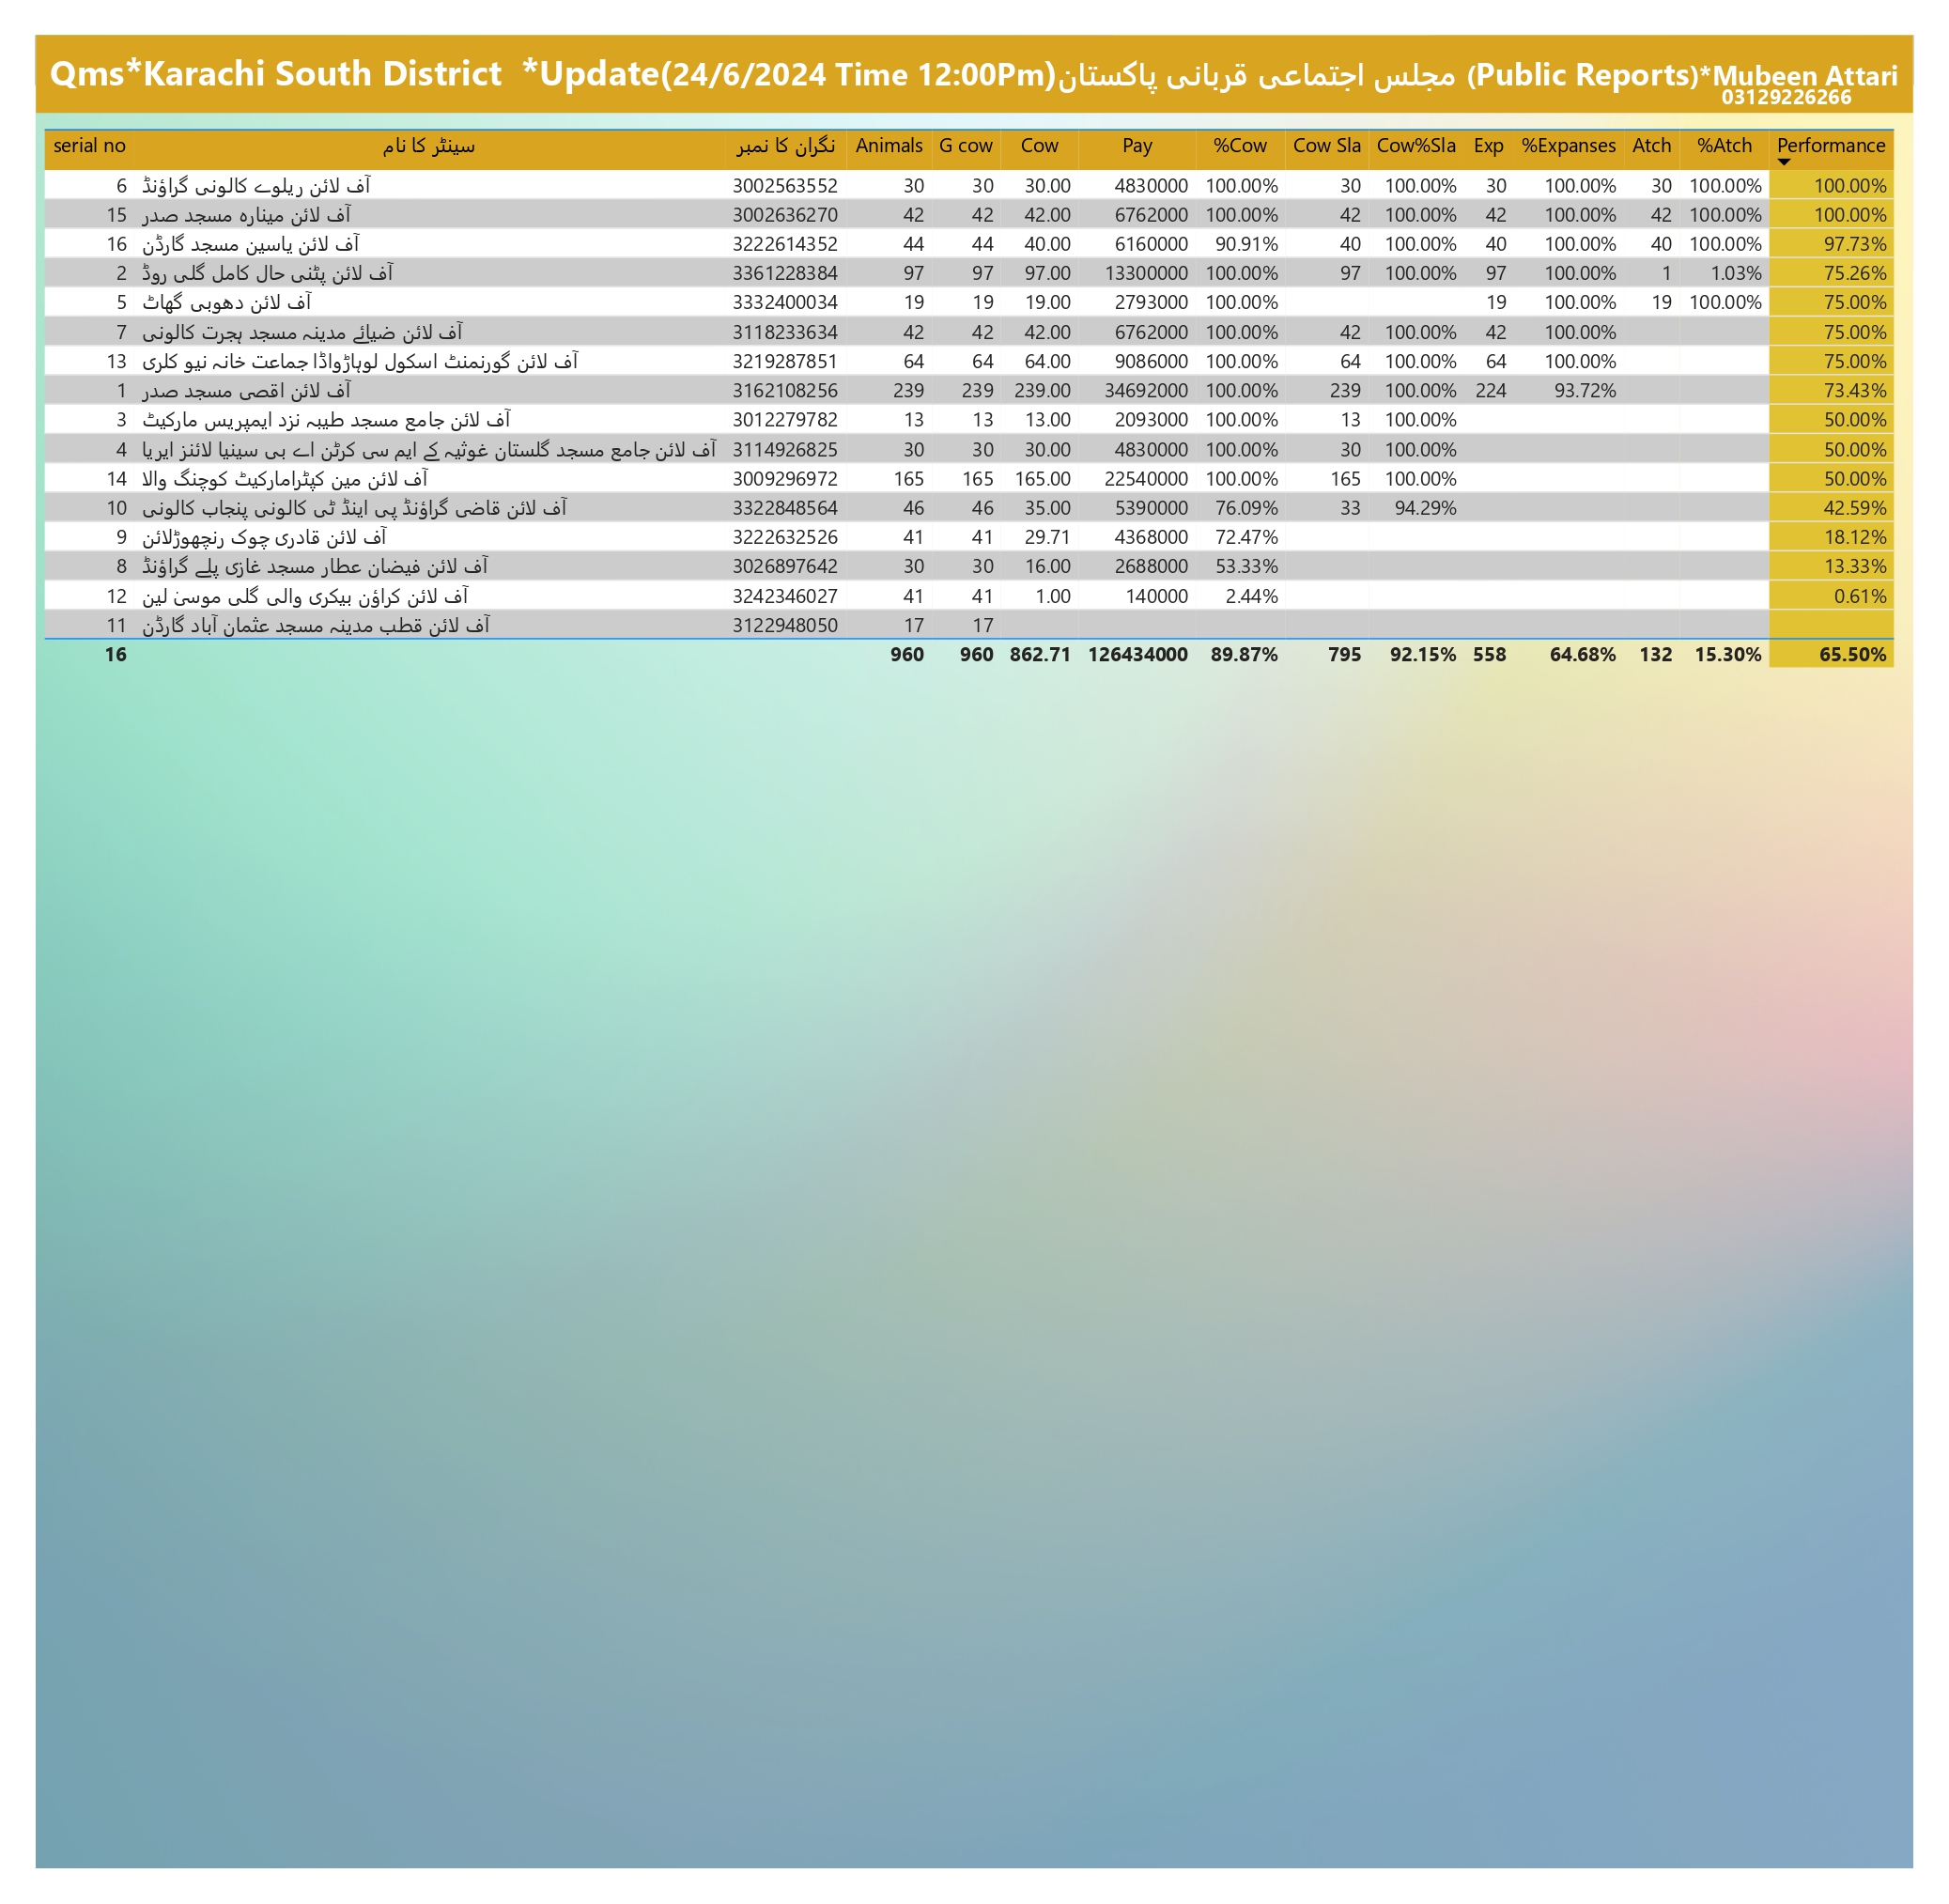 Qms*Karachi South District *Update(24/6/2024 Time 12:00Pm)مجلس اجتماعی قربانی پاکستان (Public Reports)*Mubeen Attari
03129226266
serial no سینٹر کا نام نگران کا نمبر Animals G cow Cow Pay %Cow Cow Sla Cow%Sla Exp %Expanses Atch %Atch Performance
6 آف لائن ریلوے کالونی گراؤنڈ 3002563552 30 30 30.00 4830000 100.00% 30 100.00% 30 100.00% 30 100.00% 100.00%
15 آف لائن مینارہ مسجد صدر 3002636270 42 42 42.00 6762000 100.00% 42 100.00% 42 100.00% 42 100.00% 100.00%
16 آف لائن یاسین مسجد گارڈن 3222614352 44 44 40.00 6160000 90.91% 40 100.00% 40 100.00% 40 100.00% 97.73%
2 آف لائن پٹنی حال کامل گلی روڈ 3361228384 97 97 97.00 13300000 100.00% 97 100.00% 97 100.00% 1 1.03% 75.26%
5 آف لائن دھوبی گھاٹ 3332400034 19 19 19.00 2793000 100.00% 19 100.00% 19 100.00% 75.00%
7 آف لائن ضیائے مدینہ مسجد ہجرت کالونی 3118233634 42 42 42.00 6762000 100.00% 42 100.00% 42 100.00% 75.00%
13 آف لائن گورنمنٹ اسکول لوہاڑواڈا جماعت خانہ نیو کلری 3219287851 64 64 64.00 9086000 100.00% 64 100.00% 64 100.00% 75.00%
1 آف لائن اقصی مسجد صدر 3162108256 239 239 239.00 34692000 100.00% 239 100.00% 224 93.72% 73.43%
3 آف لائن جامع مسجد طیبہ نزد ایمپریس مارکیٹ 3012279782 13 13 13.00 2093000 100.00% 13 100.00% 50.00%
4 آف لائن جامع مسجد گلستان غوثیہ کے ایم سی کرٹن اے بی سینیا لائنز ایریا 3114926825 30 30 30.00 4830000 100.00% 30 100.00% 50.00%
14 آف لائن مین کپٹرامارکیٹ کوچنگ والا 3009296972 165 165 165.00 22540000 100.00% 165 100.00% 50.00%
10 آف لائن قاضی گراؤنڈ پی اینڈ ٹی کالونی پنجاب کالونی 3322848564 46 46 35.00 5390000 76.09% 33 94.29% 42.59%
9 آف لائن قادری چوک رنچھوڑلائن 3222632526 41 41 29.71 4368000 72.47% 18.12%
8 آف لائن فیضان عطار مسجد غازی پلے گراؤنڈ 3026897642 30 30 16.00 2688000 53.33% 13.33%
12 آف لائن کراؤن بیکری والی گلی موسیٰ لین 3242346027 41 41 1.00 140000 2.44% 0.61%
11 آف لائن قطب مدینہ مسجد عثمان آباد گارڈن 3122948050 17 17
16 960 960 862.71 126434000 89.87% 795 92.15% 558 64.68% 132 15.30% 65.50%